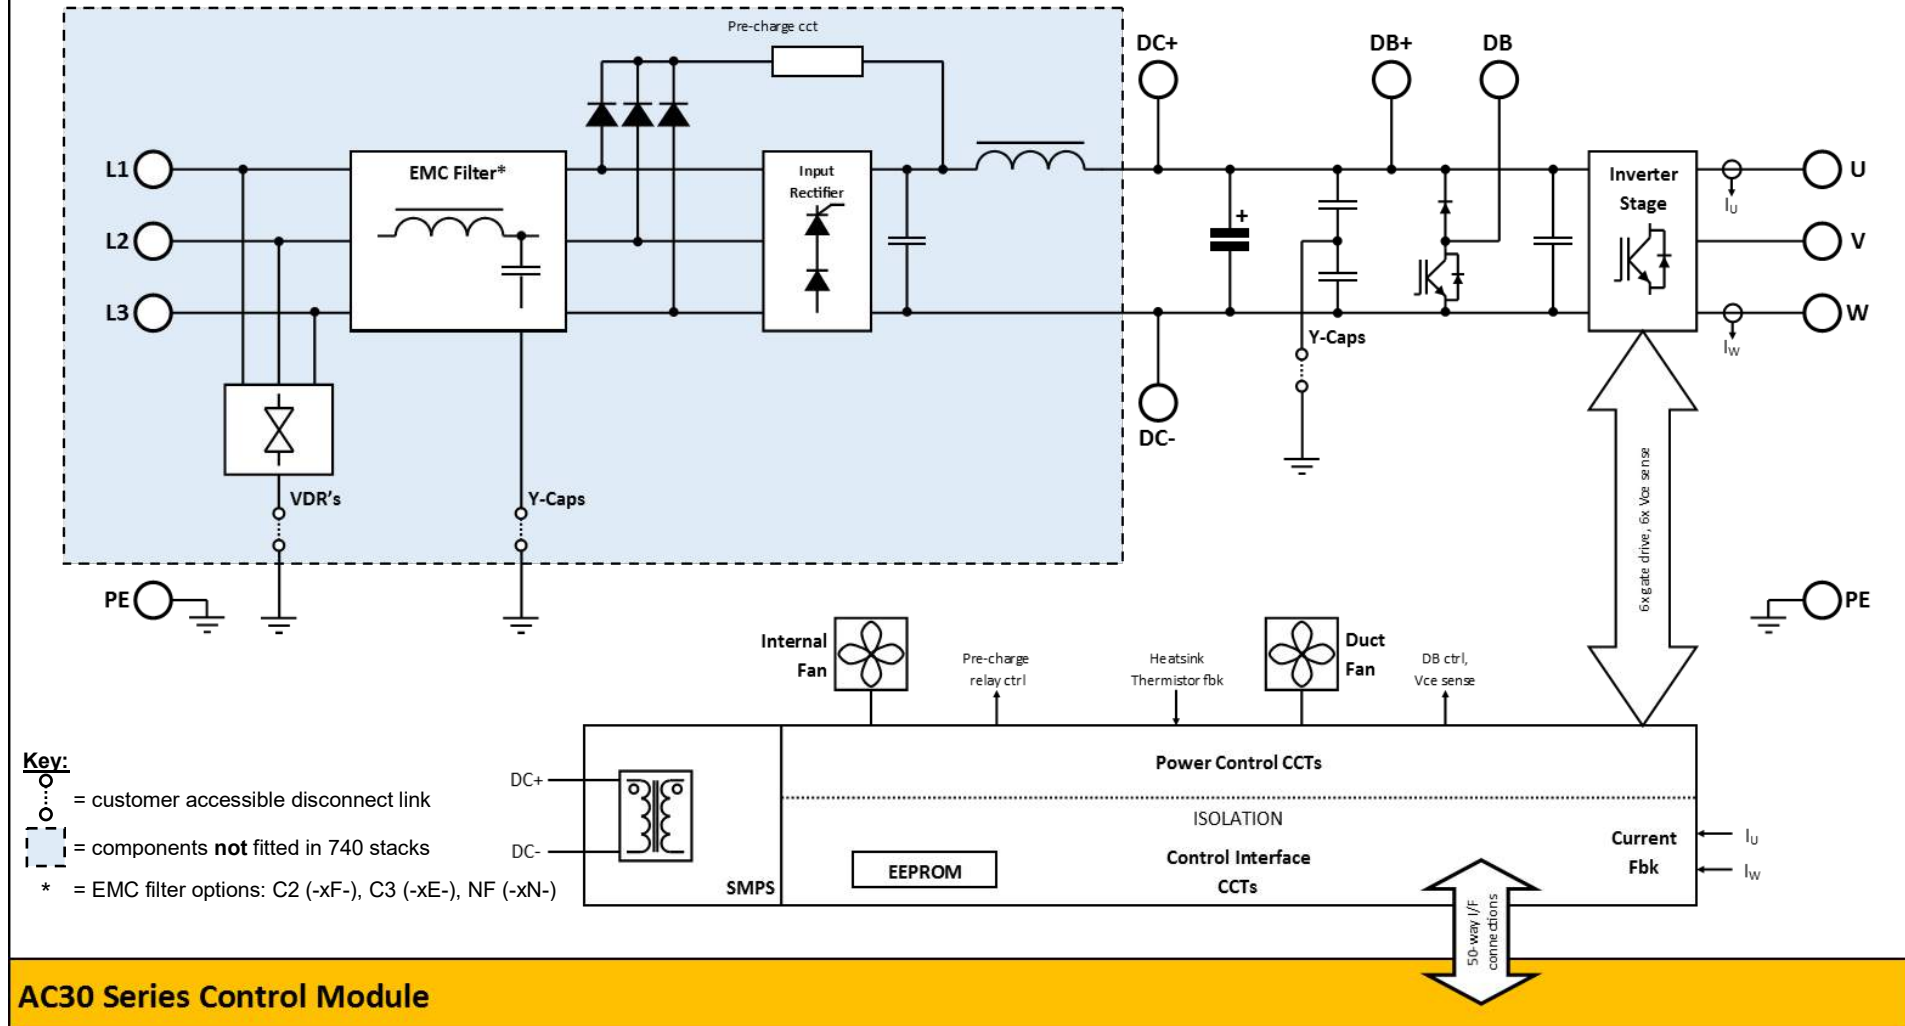 Pre-charge cct
DC+
DB+
DB
L1
EMC Filter*
Input
Rectifier
Inverter
Stage
U
I_U
L2
+
V
L3
W
Y-Caps
I_W
DC-
VDR's
Y-Caps
6x gate drive, 6x Vce sense
PE
PE
Internal
Fan
Pre-charge
relay ctrl
Heatsink
Thermistor fbk
Duct
Fan
DB ctrl,
Vce sense
Key:
= customer accessible disconnect link
= components not fitted in 740 stacks
* = EMC filter options: C2 (-xF-), C3 (-xE-), NF (-xN-)
DC+
DC-
SMPS
Power Control CCTs
ISOLATION
EEPROM
Control Interface
CCTs
Current
Fbk
I_U
I_W
50-way I/F
connections
AC30 Series Control Module